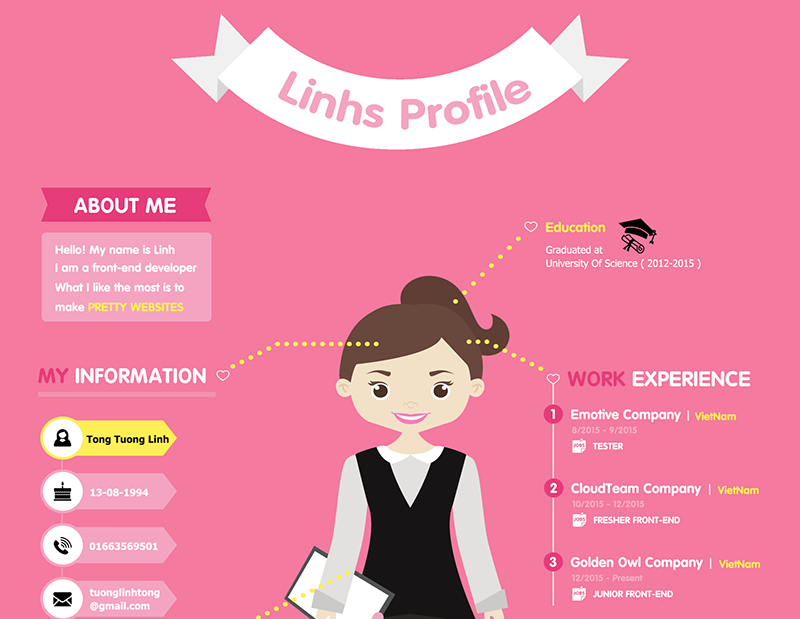 Linhs Profile
ABOUT ME
Hello! My name is Linh
I am a front-end developer
What I like the most is to
make PRETTY WEBSITES
Education
Graduated at
University Of Science ( 2012-2015 )
MY INFORMATION
Tong Tuong Linh
13-08-1994
01663569501
tuonglinhtong
@gmail.com
WORK EXPERIENCE
1 Emotive Company | VietNam
8/2015 - 9/2015
JOBS TESTER
2 CloudTeam Company | VietNam
10/2015 - 12/2015
JOBS FRESHER FRONT-END
3 Golden Owl Company | VietNam
12/2015 - Present
JOBS JUNIOR FRONT-END